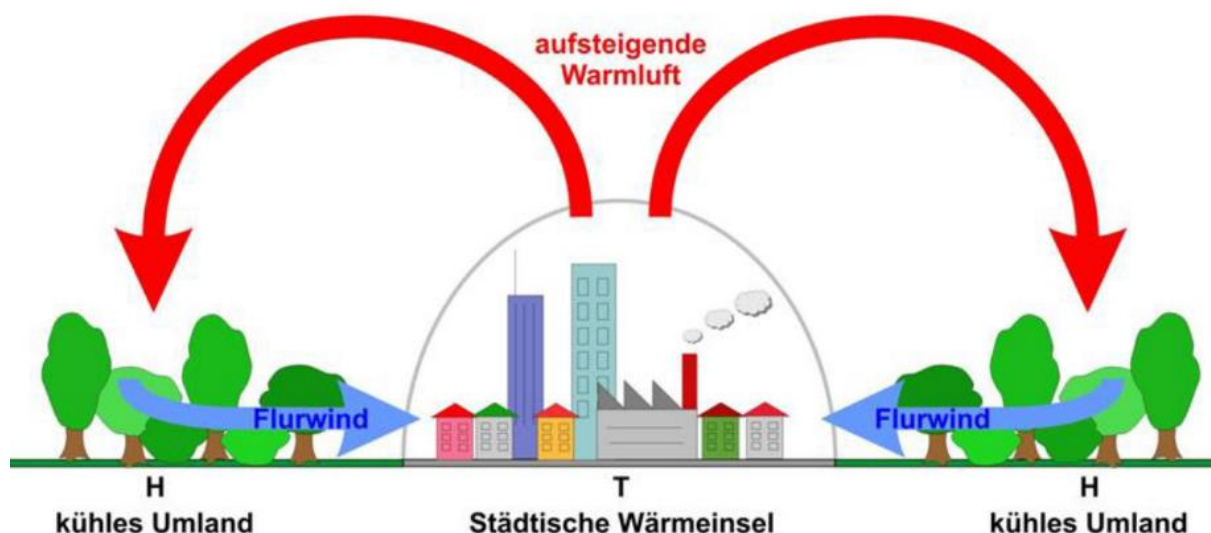 aufsteigende
Warmluft
Flurwind
Flurwind
H
T
H
kühles Umland
Städtische Wärmeinsel
kühles Umland